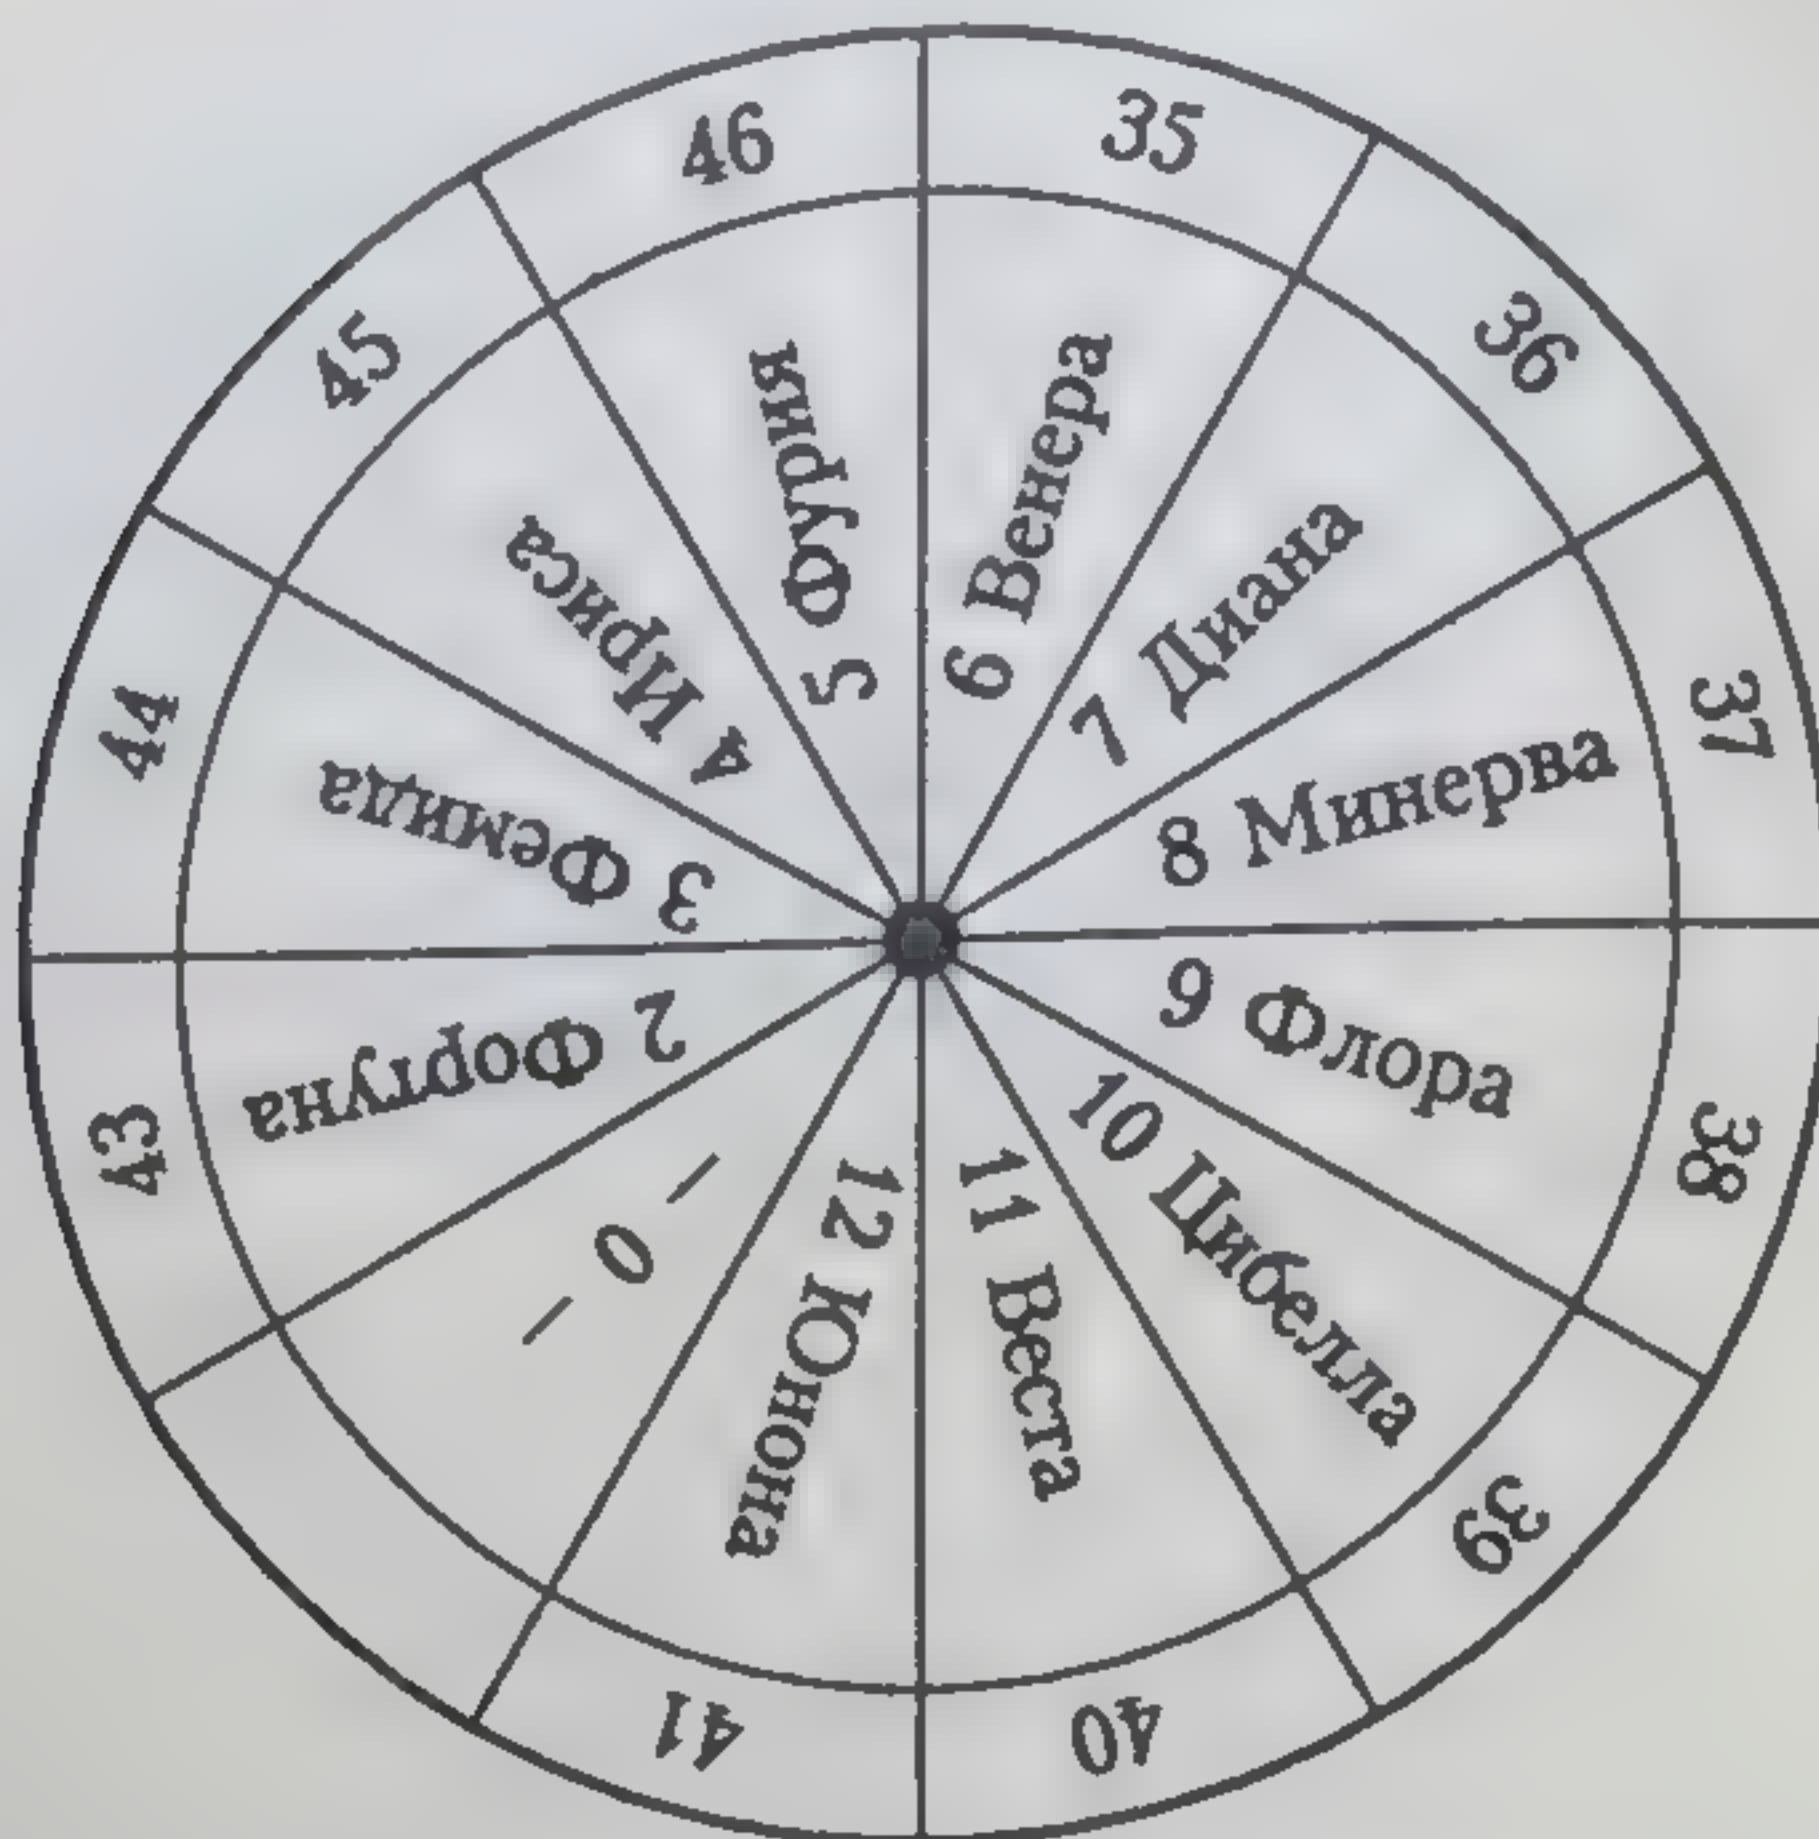 35
36
37
38
39
40
41
43
44
45
46
6 Венера
7 Диана
8 Минерва
9 Флора
10 Цибелла
11 Веста
12 Юнона
– 0 –
2 Фортуна
3 Фемида
4 Ириса
5 Фурия